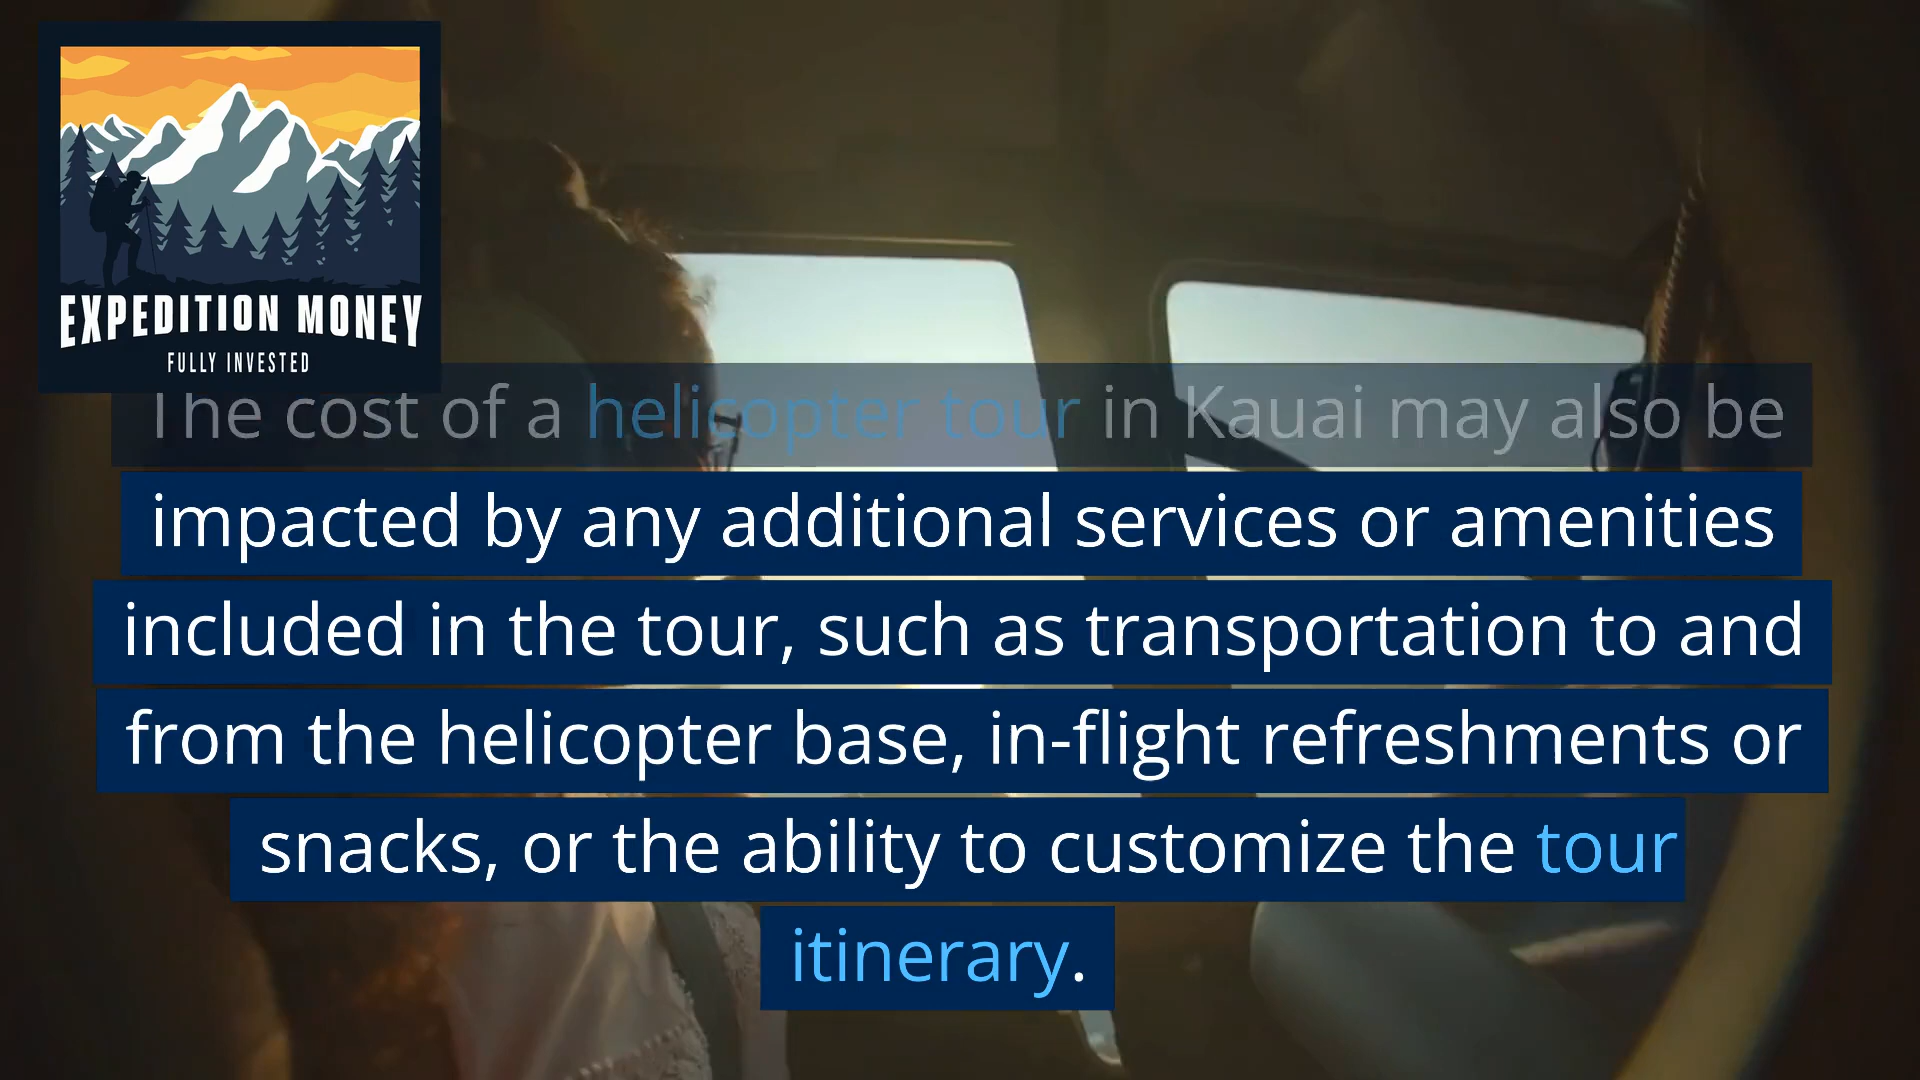 EXPEDITION MONEY
FULLY INVESTED
The cost of a helicopter tour in Kauai may also be
impacted by any additional services or amenities
included in the tour, such as transportation to and
from the helicopter base, in-flight refreshments or
snacks, or the ability to customize the tour
itinerary.